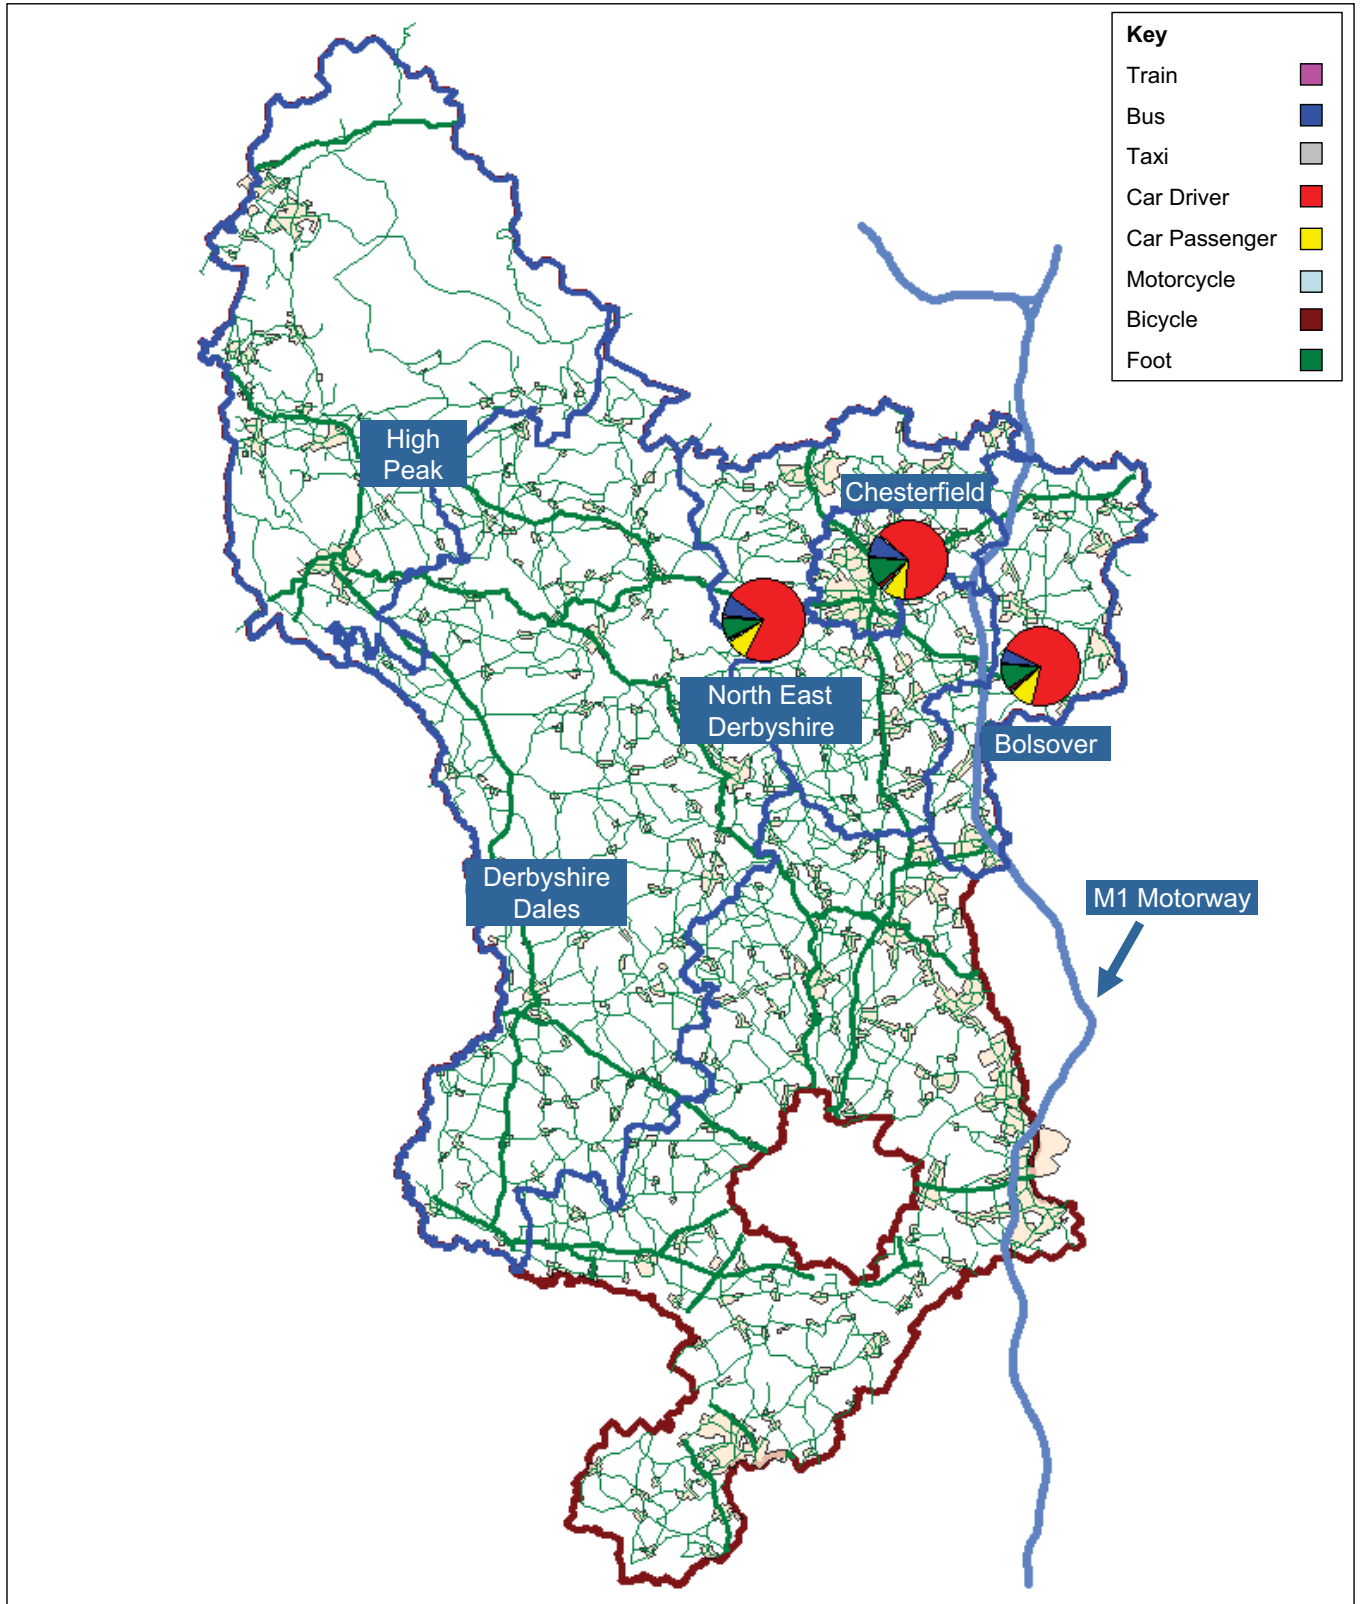 Key
Train
Bus
Taxi
Car Driver
Car Passenger
Motorcycle
Bicycle
Foot
High
Peak
Chesterfield
North East
Derbyshire
Bolsover
Derbyshire
Dales
M1 Motorway